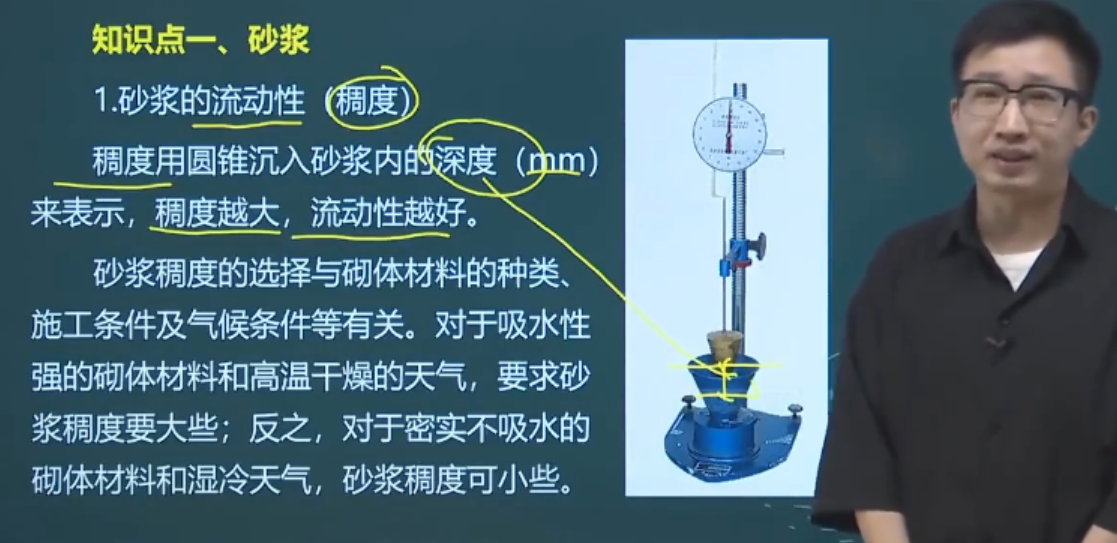 知识点一、砂浆
1.砂浆的流动性（稠度）
稠度用圆锥沉入砂浆内的深度（mm）
来表示，稠度越大，流动性越好。
砂浆稠度的选择与砌体材料的种类、
施工条件及气候条件等有关。对于吸水性
强的砌体材料和高温干燥的天气，要求砂
浆稠度要大些；反之，对于密实不吸水的
砌体材料和湿冷天气，砂浆稠度可小些。